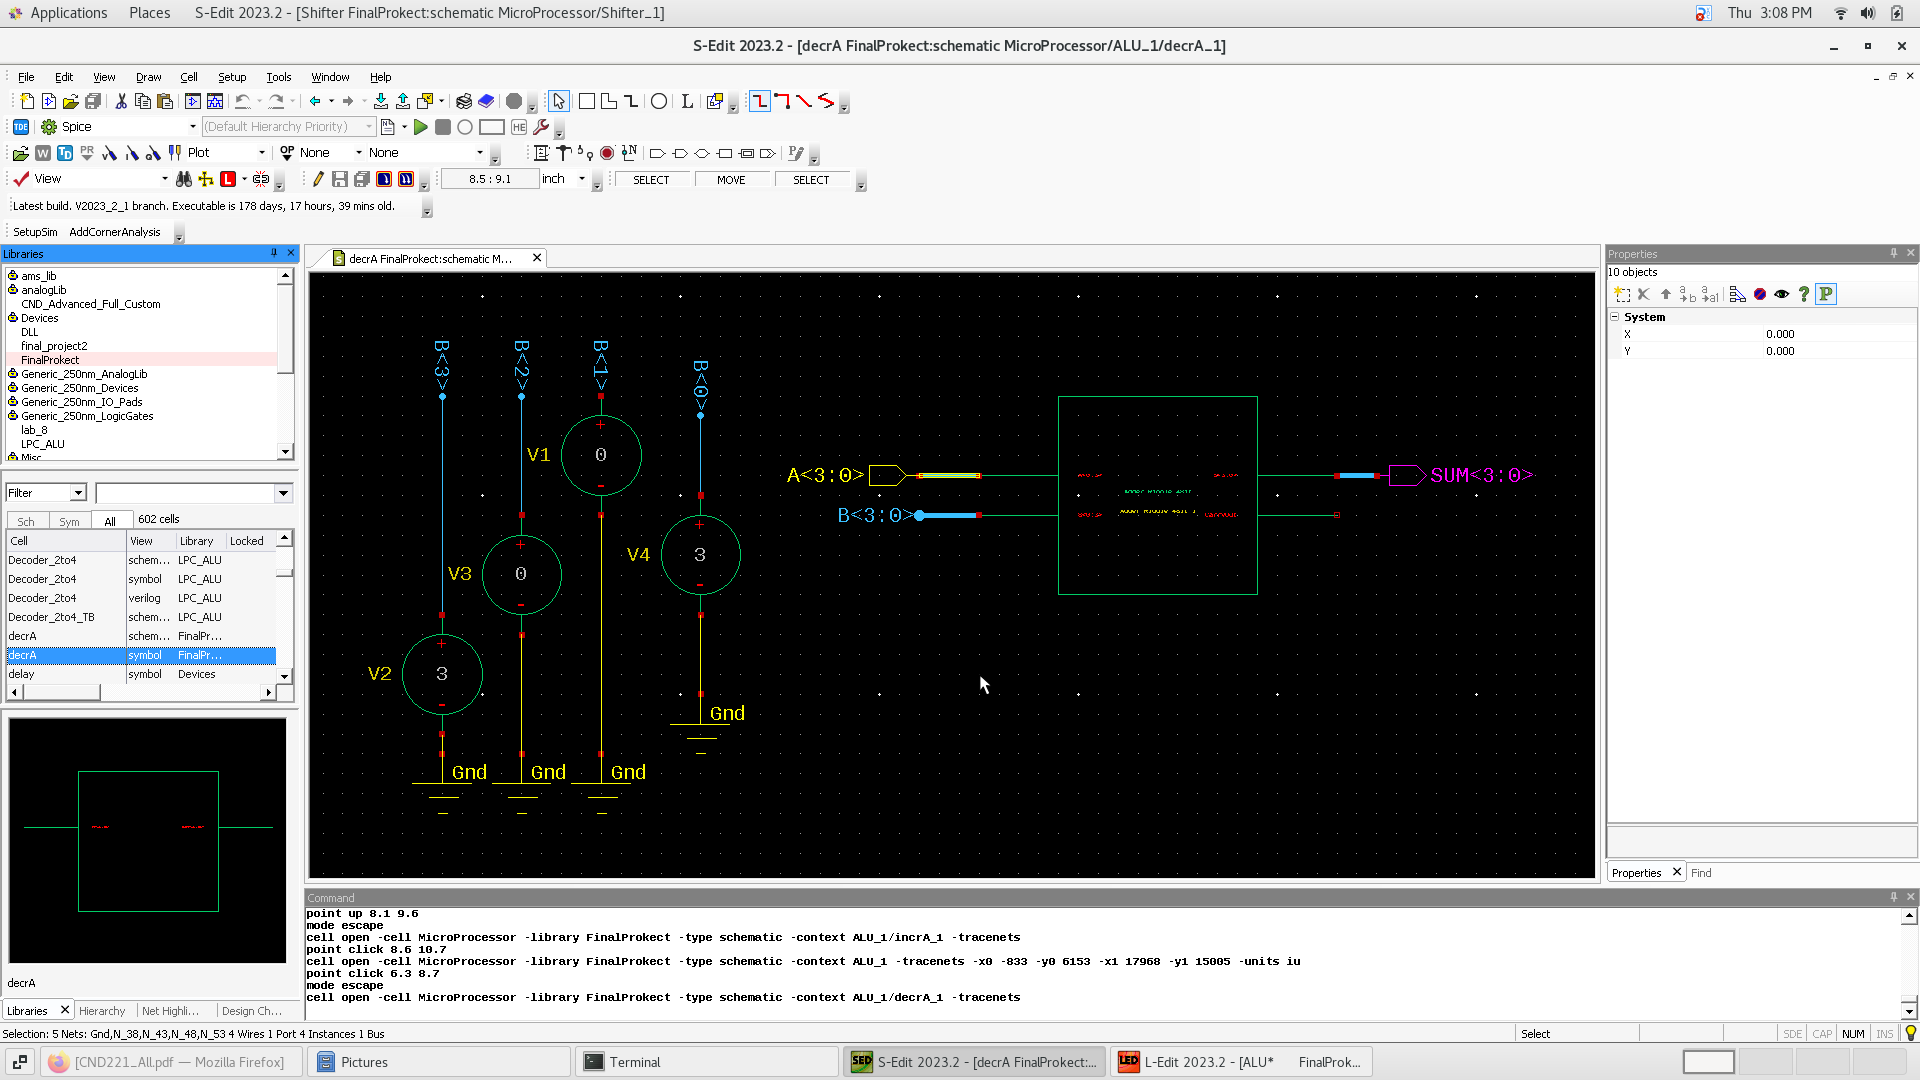 Applications Places S-Edit 2023.2 - [Shifter FinalProkect:schematic MicroProcessor/Shifter_1] Thu 3:08 PM
S-Edit 2023.2 - [decrA FinalProkect:schematic MicroProcessor/ALU_1/decrA_1]
File Edit View Draw Cell Setup Tools Window Help
TDE Spice (Default Hierarchy Priority) HE
W TD PR Plot OP None None
View L 8.5 : 9.1 inch SELECT MOVE SELECT
Latest build. V2023_2_1 branch. Executable is 178 days, 17 hours, 39 mins old.
SetupSim AddCornerAnalysis
Libraries
ams_lib
analogLib
CND_Advanced_Full_Custom
Devices
DLL
final_project2
FinalProkect
Generic_250nm_AnalogLib
Generic_250nm_Devices
Generic_250nm_IO_Pads
Generic_250nm_LogicGates
lab_8
LPC_ALU
Misc
Filter
Sch Sym All 602 cells
Cell View Library Locked
Decoder_2to4 schem... LPC_ALU
Decoder_2to4 symbol LPC_ALU
Decoder_2to4 verilog LPC_ALU
Decoder_2to4_TB schem... LPC_ALU
decrA schem... FinalPr...
decrA symbol FinalPr...
delay symbol Devices
decrA
Libraries Hierarchy Net Highli... Design Ch...
decrA FinalProkect:schematic M...
B<3> B<2> B<1> B<0>
V1 0
V3 0
V4 3
V2 3
Gnd
Gnd Gnd Gnd
A<3:0> SUM<3:0>
B<3:0>
Properties
10 objects
System
X 0.000
Y 0.000
Properties Find
Command
point up 8.1 9.6
mode escape
cell open -cell MicroProcessor -library FinalProkect -type schematic -context ALU_1/incrA_1 -tracenets
point click 8.6 10.7
cell open -cell MicroProcessor -library FinalProkect -type schematic -context ALU_1 -tracenets -x0 -833 -y0 6153 -x1 17968 -y1 15005 -units iu
point click 6.3 8.7
mode escape
cell open -cell MicroProcessor -library FinalProkect -type schematic -context ALU_1/decrA_1 -tracenets
Selection: 5 Nets: Gnd,N_38,N_43,N_48,N_53 4 Wires 1 Port 4 Instances 1 Bus Select SDE CAP NUM INS
[CND221_All.pdf — Mozilla Firefox] Pictures Terminal S-Edit 2023.2 - [decrA FinalProkect:... L-Edit 2023.2 - [ALU* FinalProk...